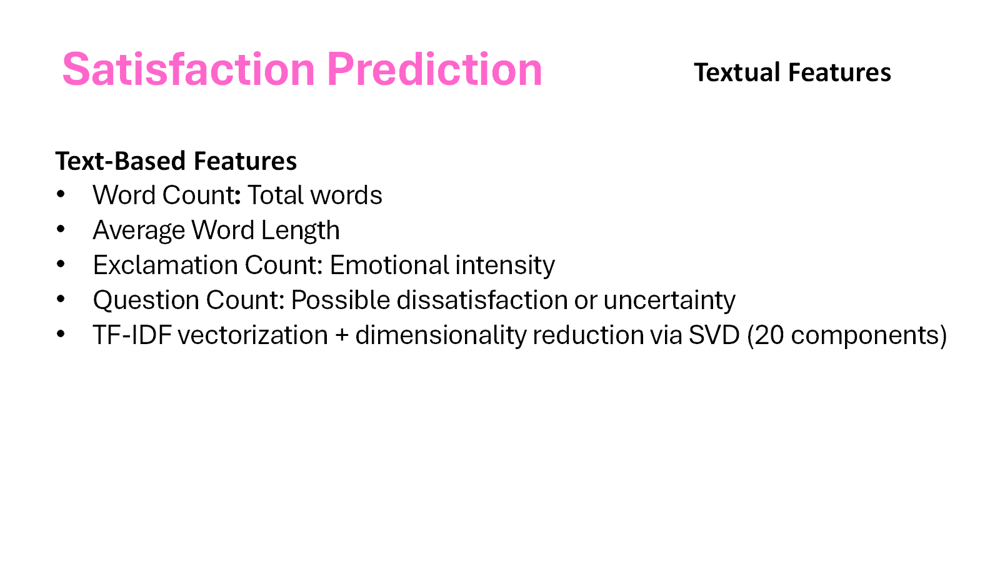 Satisfaction Prediction
Textual Features
Text-Based Features
• Word Count: Total words
• Average Word Length
• Exclamation Count: Emotional intensity
• Question Count: Possible dissatisfaction or uncertainty
• TF-IDF vectorization + dimensionality reduction via SVD (20 components)